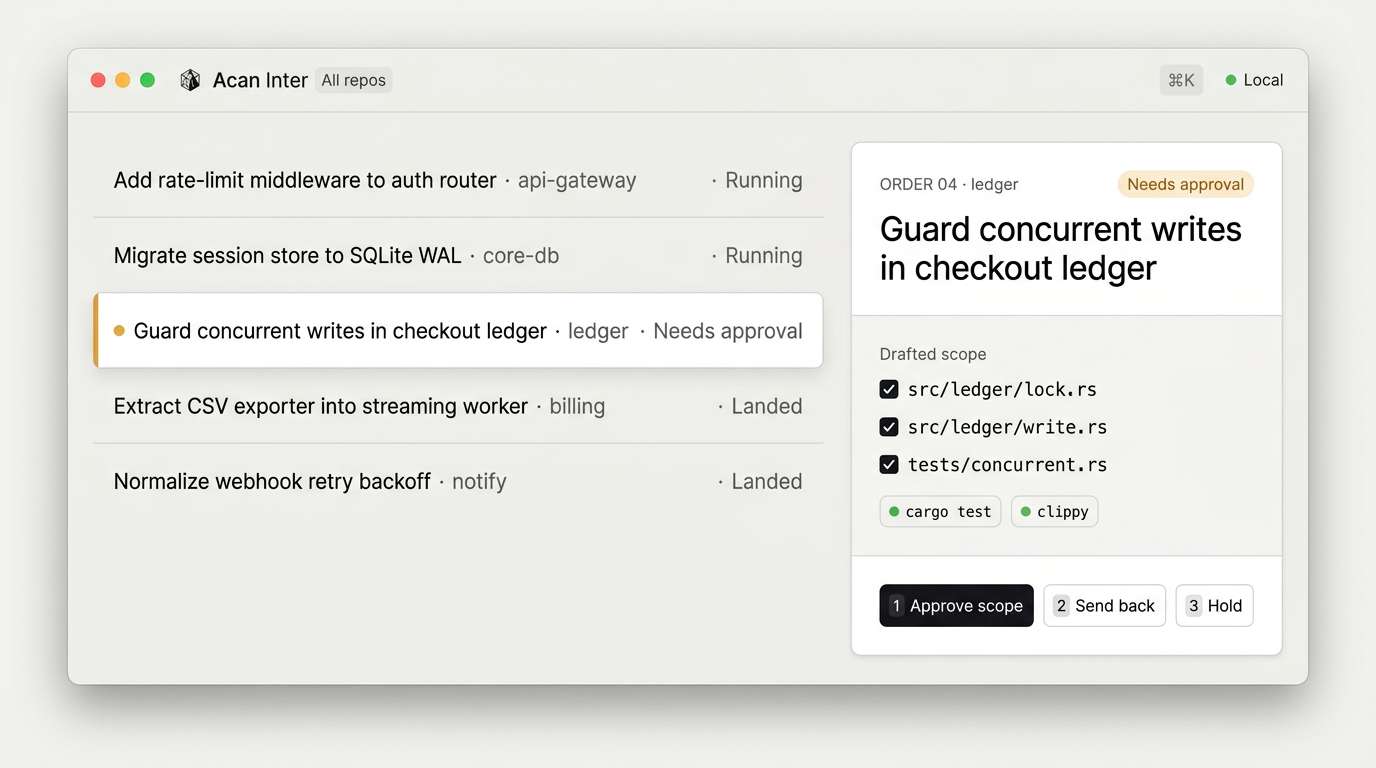 Acan Inter All repos ⌘K Local
Add rate-limit middleware to auth router · api-gateway · Running
Migrate session store to SQLite WAL · core-db · Running
Guard concurrent writes in checkout ledger · ledger · Needs approval
Extract CSV exporter into streaming worker · billing · Landed
Normalize webhook retry backoff · notify · Landed
ORDER 04 · ledger Needs approval
Guard concurrent writes
in checkout ledger
Drafted scope
src/ledger/lock.rs
src/ledger/write.rs
tests/concurrent.rs
cargo test clippy
1 Approve scope 2 Send back 3 Hold